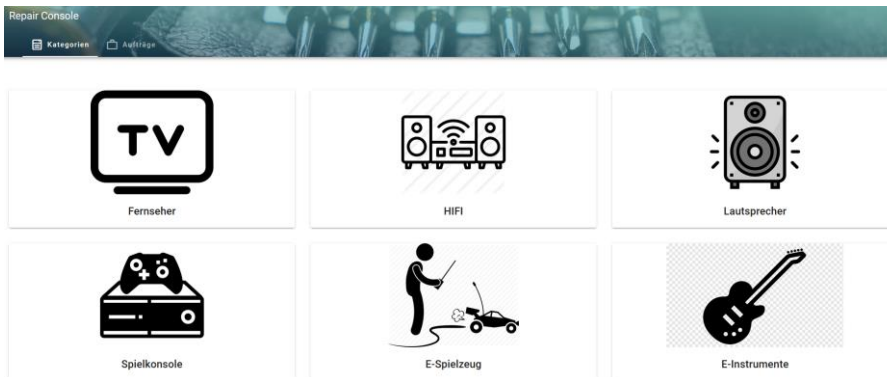 Repair Console
Kategorien Aufträge
TV
Fernseher HIFI Lautsprecher
Spielkonsole E-Spielzeug E-Instrumente